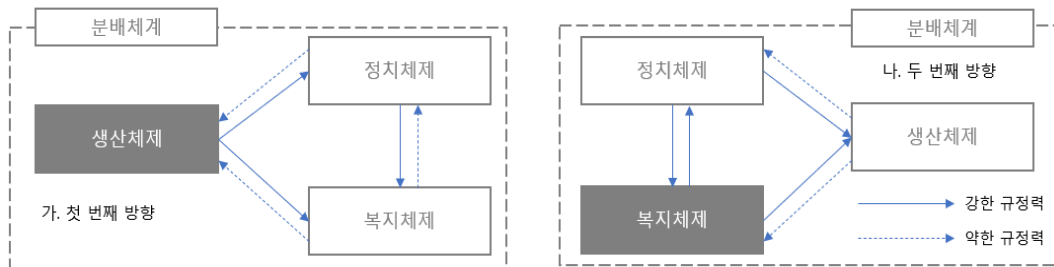 분배체계
정치체제
생산체제
복지체제
가. 첫 번째 방향
분배체계
나. 두 번째 방향
정치체제
생산체제
복지체제
강한 규정력
약한 규정력